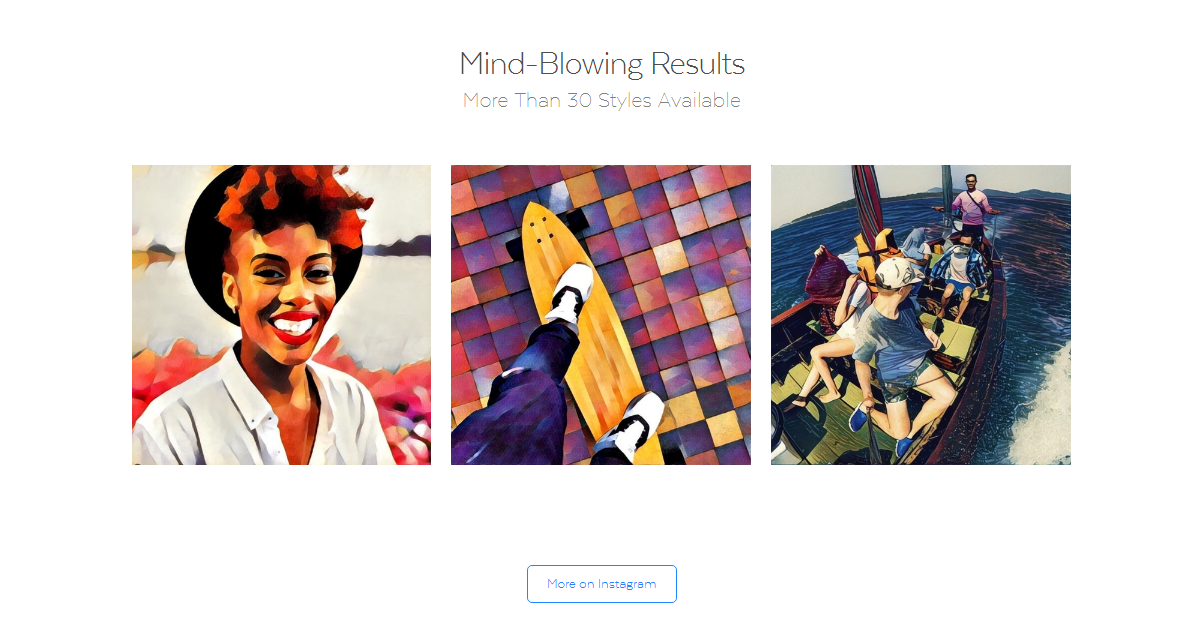 Mind-Blowing Results
More Than 30 Styles Available
More on Instagram